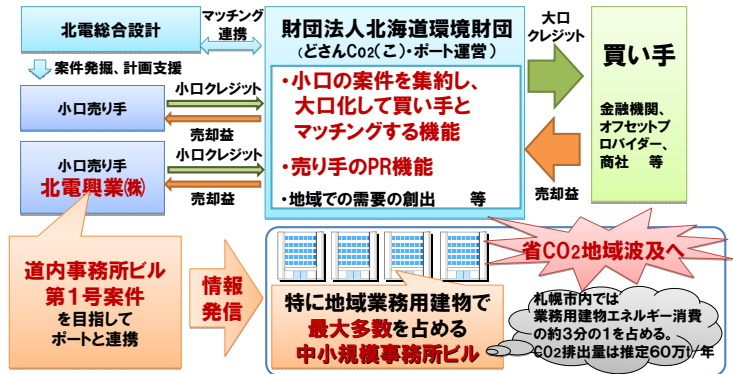 北電総合設計
マッチング
連携
財団法人北海道環境財団
（どさんCO2（こ）・ポート運営）
大口
クレジット
買い手
案件発掘、計画支援
小口売り手
小口クレジット
売却益
・小口の案件を集約し、
大口化して買い手と
マッチングする機能
・売り手のPR機能
・地域での需要の創出　　等
金融機関、
オフセットプ
ロバイダー、
商社　等
小口売り手
北電興業㈱
小口クレジット
売却益
売却益
道内事務所ビル
第１号案件
を目指して
ポートと連携
情報
発信
省CO2地域波及へ
特に地域業務用建物で
最大多数を占める
中小規模事務所ビル
札幌市内では
業務用建物エネルギー消費
の約3分の1を占める。
CO2排出量は推定60万t/年